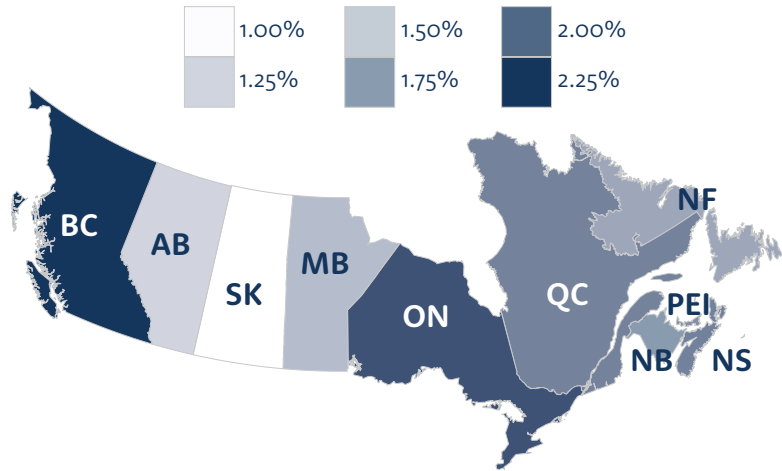 1.00% 1.50% 2.00%
1.25% 1.75% 2.25%
BC
AB
SK
MB
ON
QC
NF
PEI
NB
NS